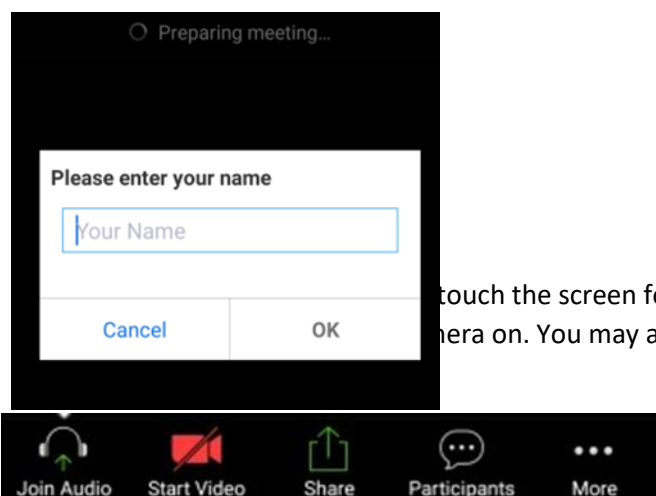 Preparing meeting...
Please enter your name
Your Name
touch the screen
Cancel OK
on. You may
Join Audio Start Video Share Participants More